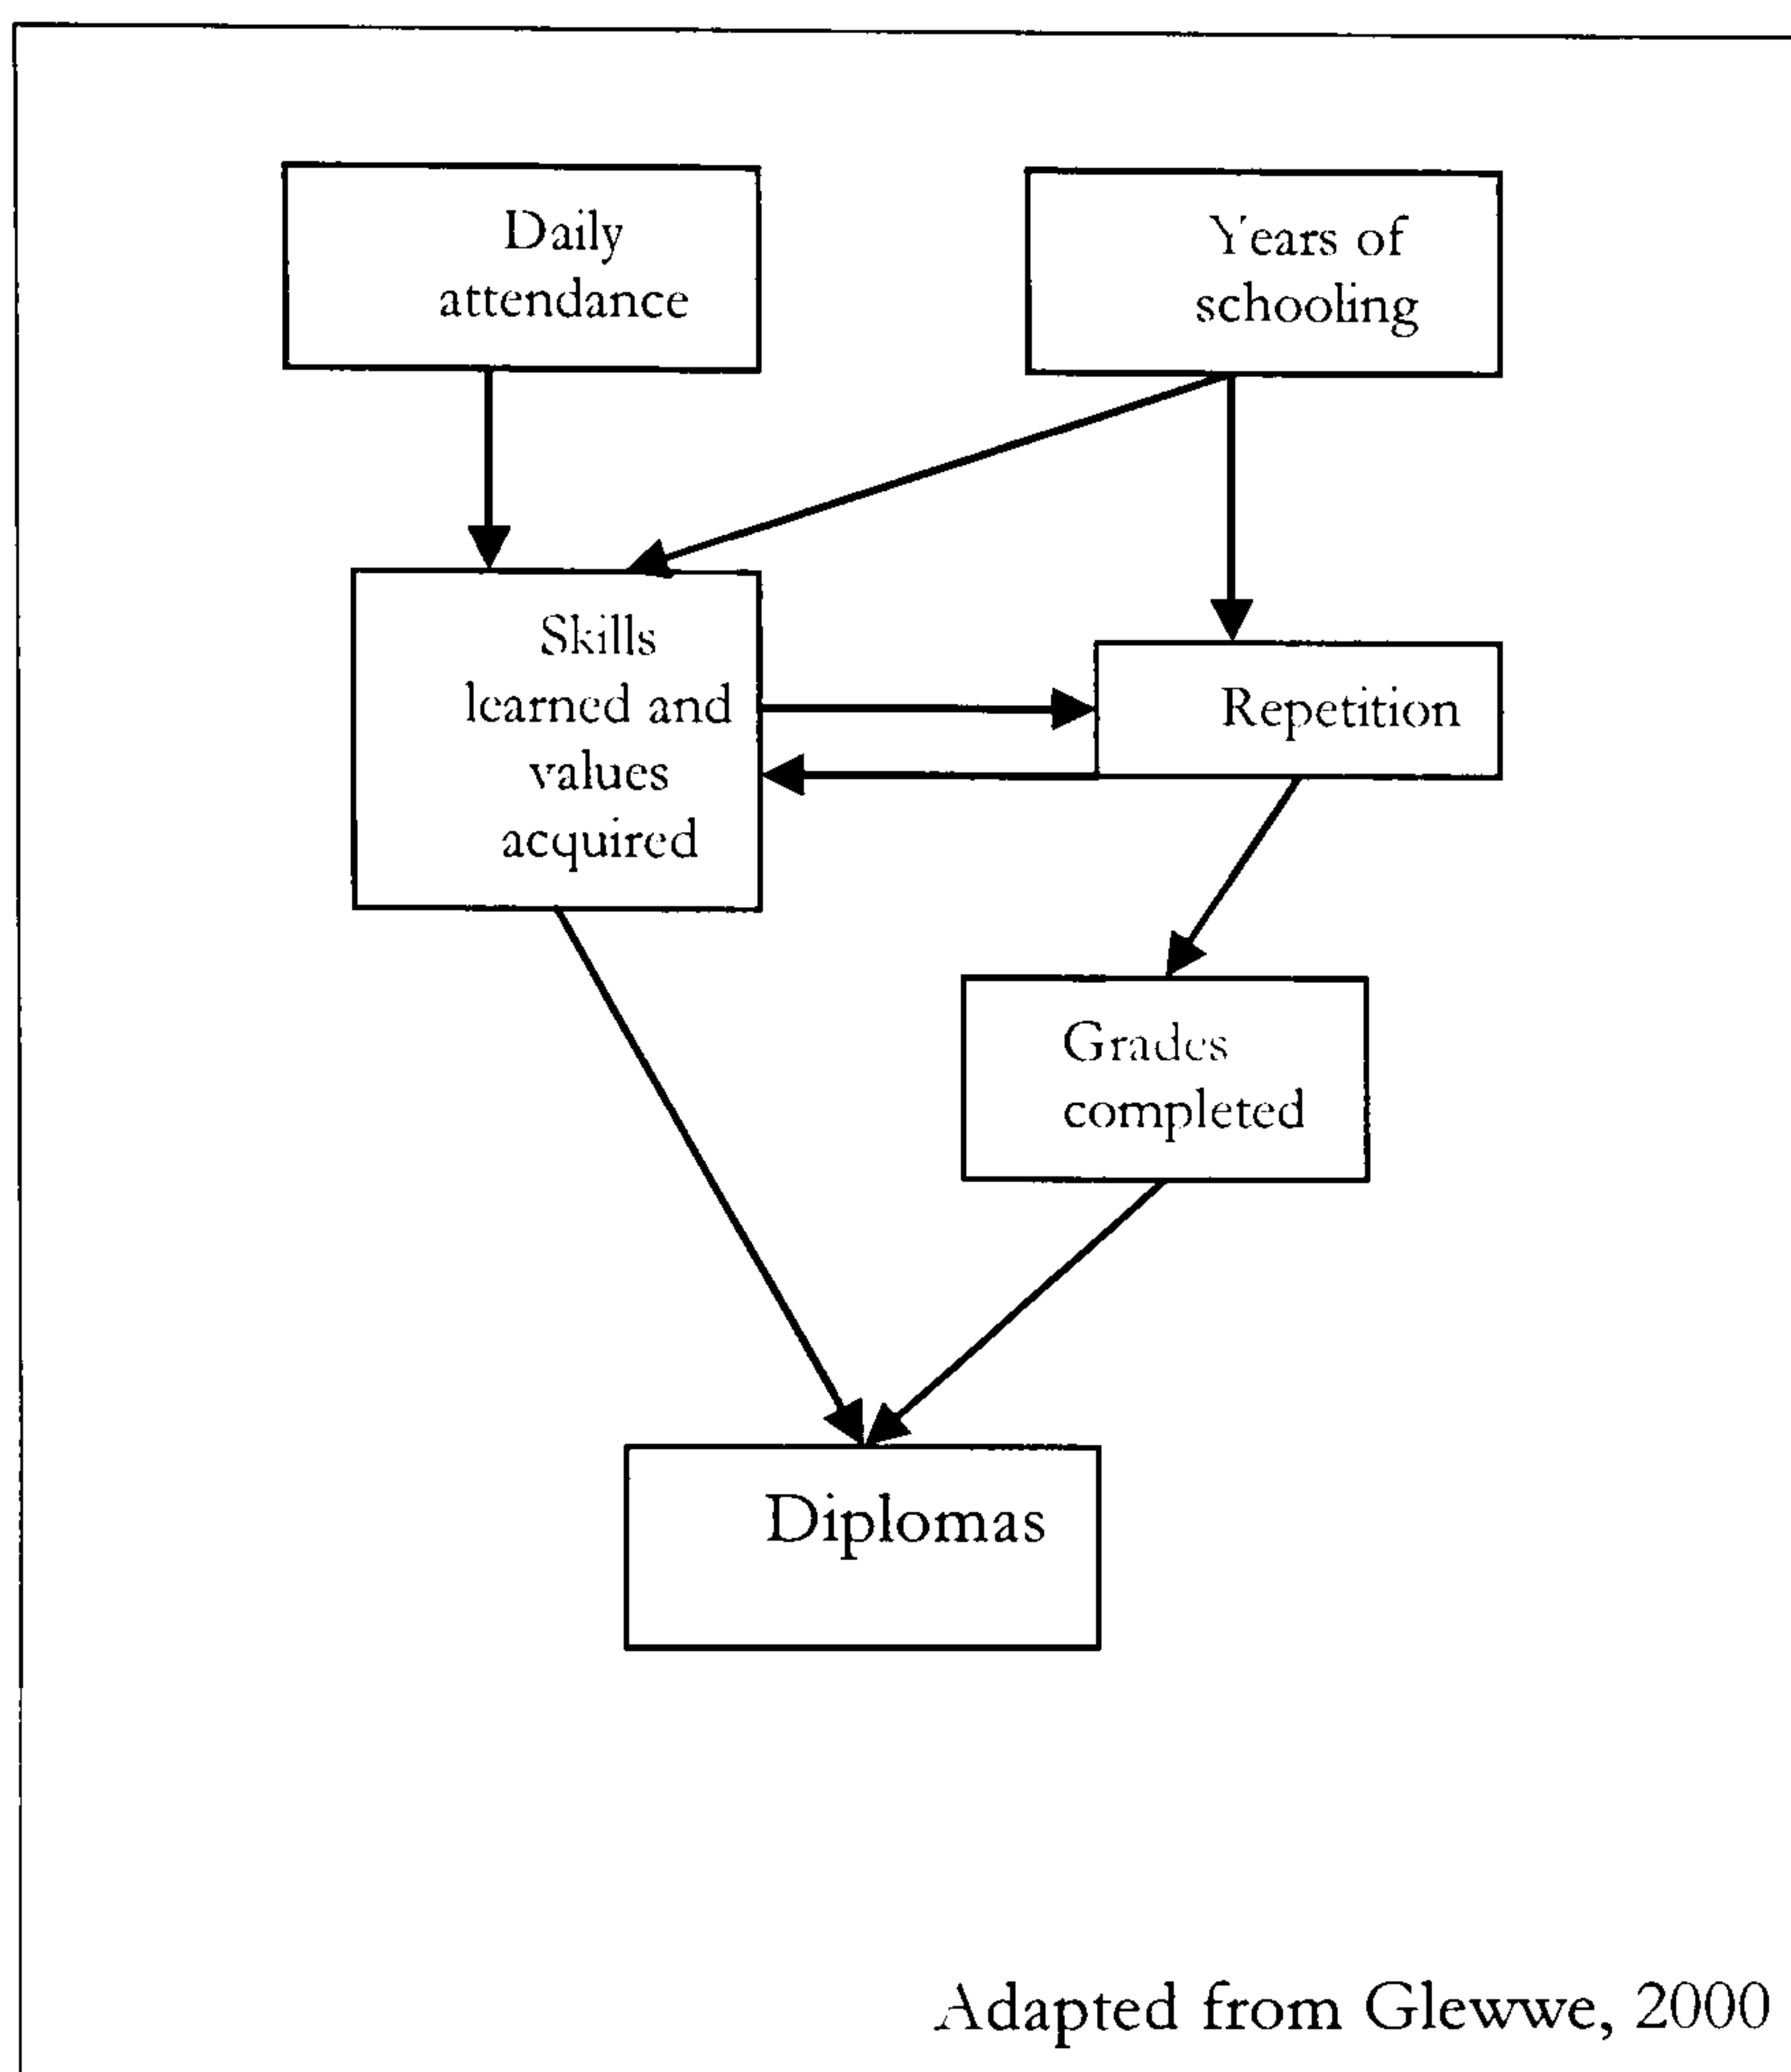 Daily
attendance
Years of
schooling
Skills
learned and
values
acquired
Repetition
Grades
completed
Diplomas
Adapted from Glewwe, 2000